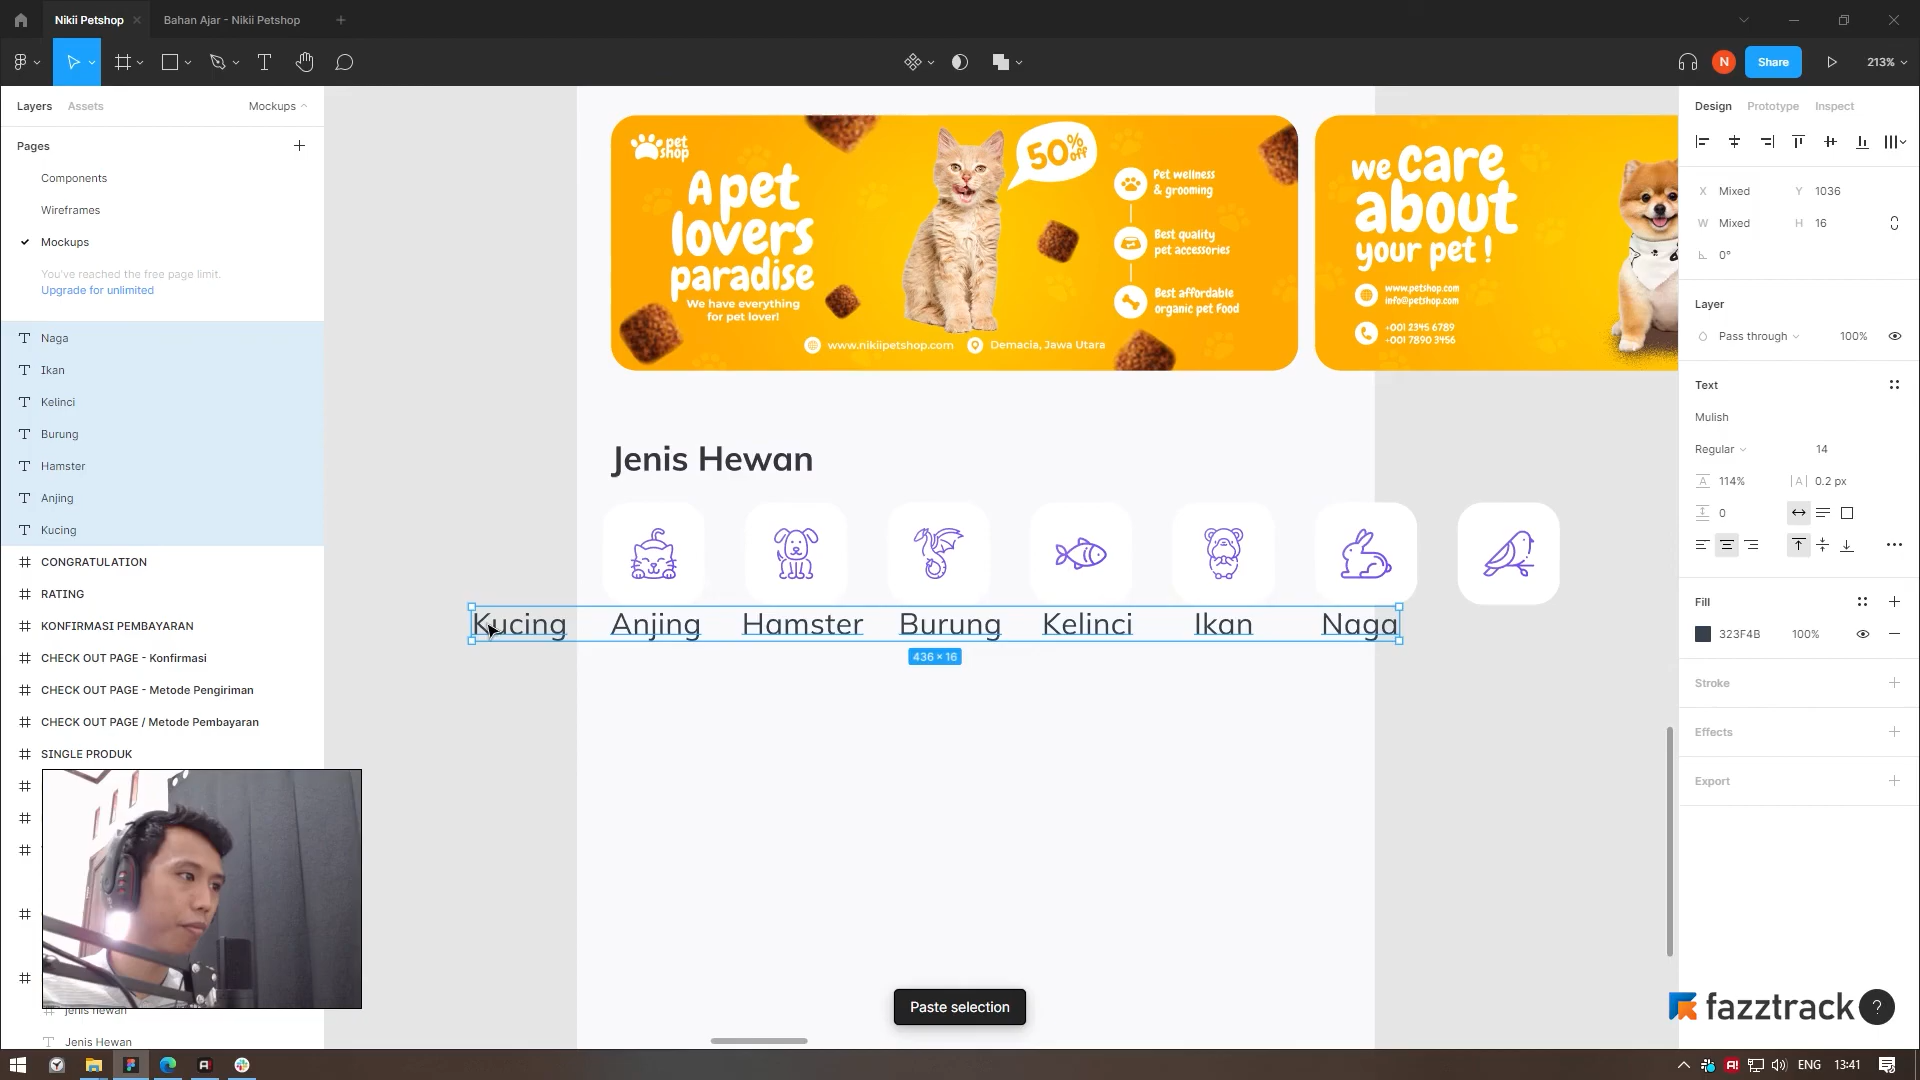 Nikii Petshop
Bahan Ajar - Nikii Petshop
Share
N
213%
Layers
Assets
Mockups
Pages
Components
Wireframes
Mockups
You've reached the free page limit.
Upgrade for unlimited
Naga
Ikan
Kelinci
Burung
Hamster
Anjing
Kucing
CONGRATULATION
RATING
KONFIRMASI PEMBAYARAN
CHECK OUT PAGE - Konfirmasi
CHECK OUT PAGE - Metode Pengiriman
CHECK OUT PAGE / Metode Pembayaran
SINGLE PRODUK
jenis hewan
Jenis Hewan
pet
shop
A pet
lovers
paradise
We have everything
for pet lover!
50%
off
Pet wellness
& grooming
Best quality
pet accessories
Best affordable
organic pet Food
www.nikiipetshop.com
Demacia, Jawa Utara
we care
about
your pet !
www.petshop.com
info@petshop.com
+001 2345 6789
+001 7890 3456
Jenis Hewan
Kucing Anjing Hamster Burung Kelinci Ikan Naga
436 × 16
Paste selection
Design
Prototype
Inspect
X Mixed Y 1036
W Mixed H 16
0°
Layer
Pass through 100%
Text
Mulish
Regular 14
114% |A| 0.2 px
0
Fill
323F4B 100%
Stroke
Effects
Export
fazztrack
?
ENG 13:41